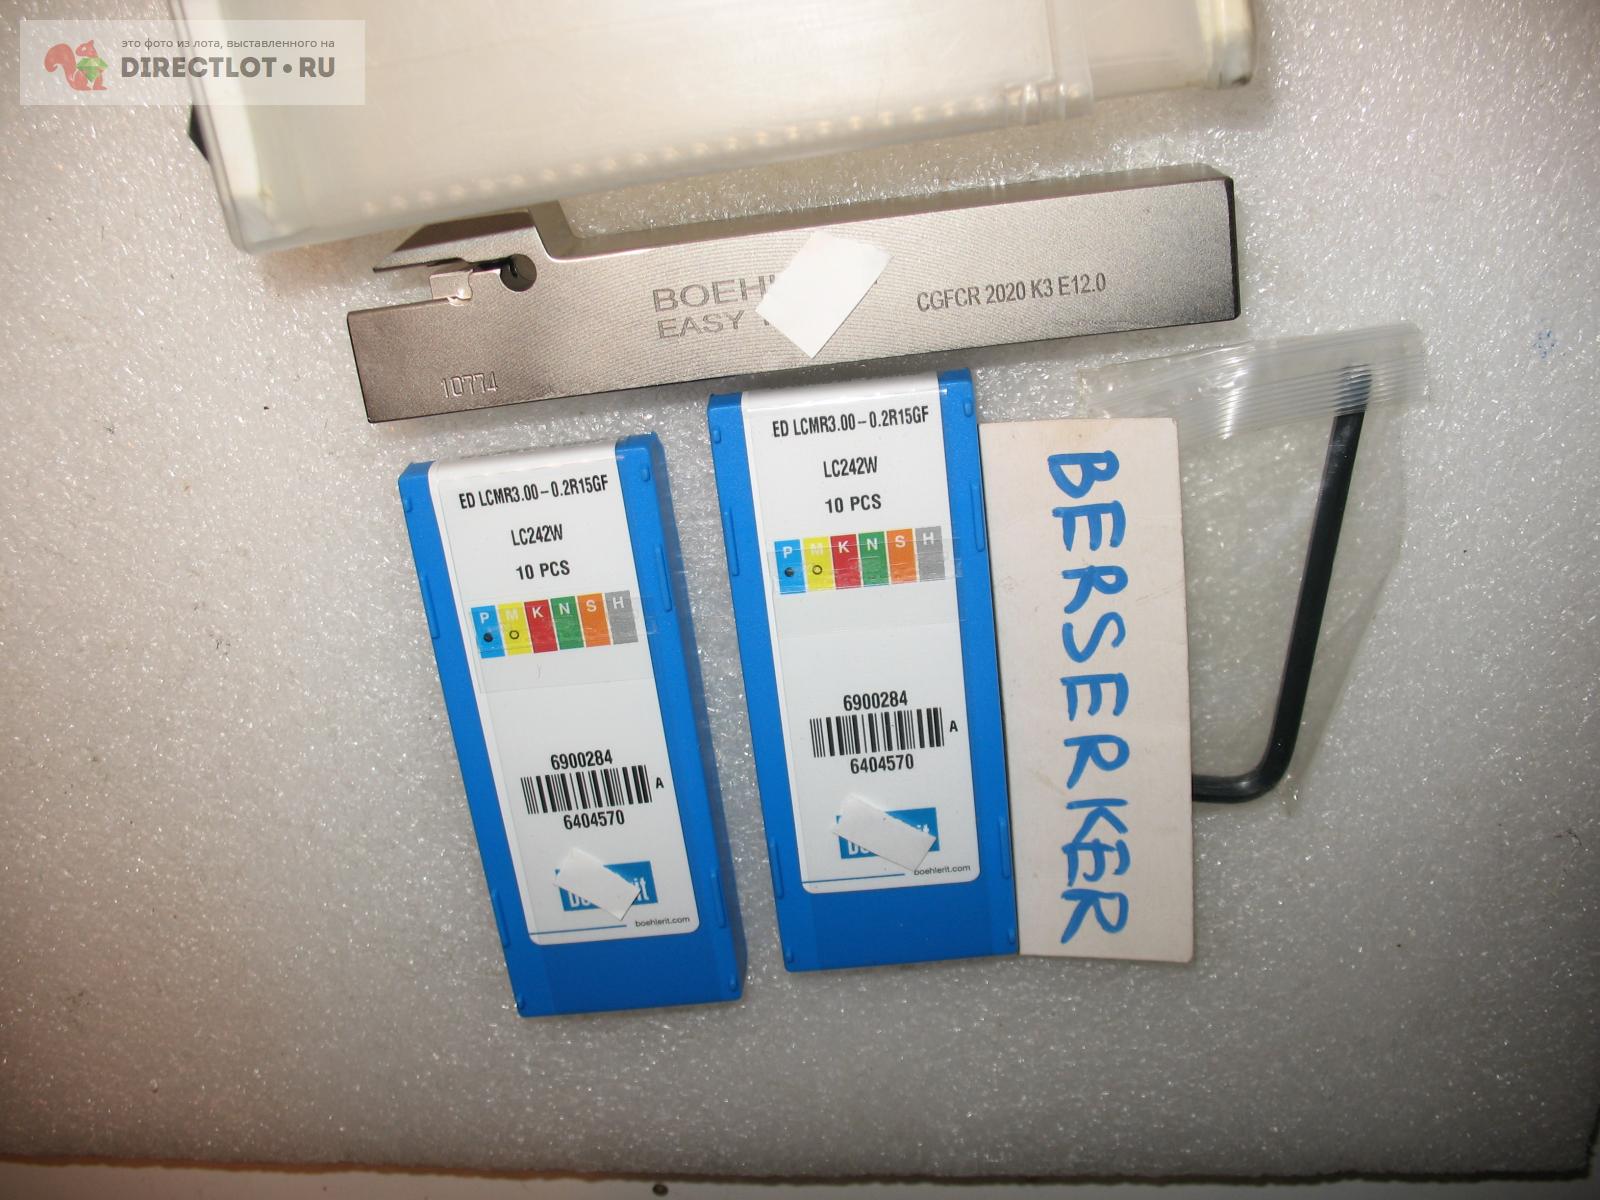 это фото из лота, выставленного на
DIRECTLOT.RU
EASY
CGFCR 2020 K3 E12.0
10774
ED LCMR3.00-0.2R15GF
LC242W
10 PCS
P M K N S H
6900284
A
6404570
boehlerit.com
ED LCMR3.00-0.2R15GF
LC242W
10 PCS
P M K N S H
6900284
A
6404570
boehlerit.com
BERSERKER